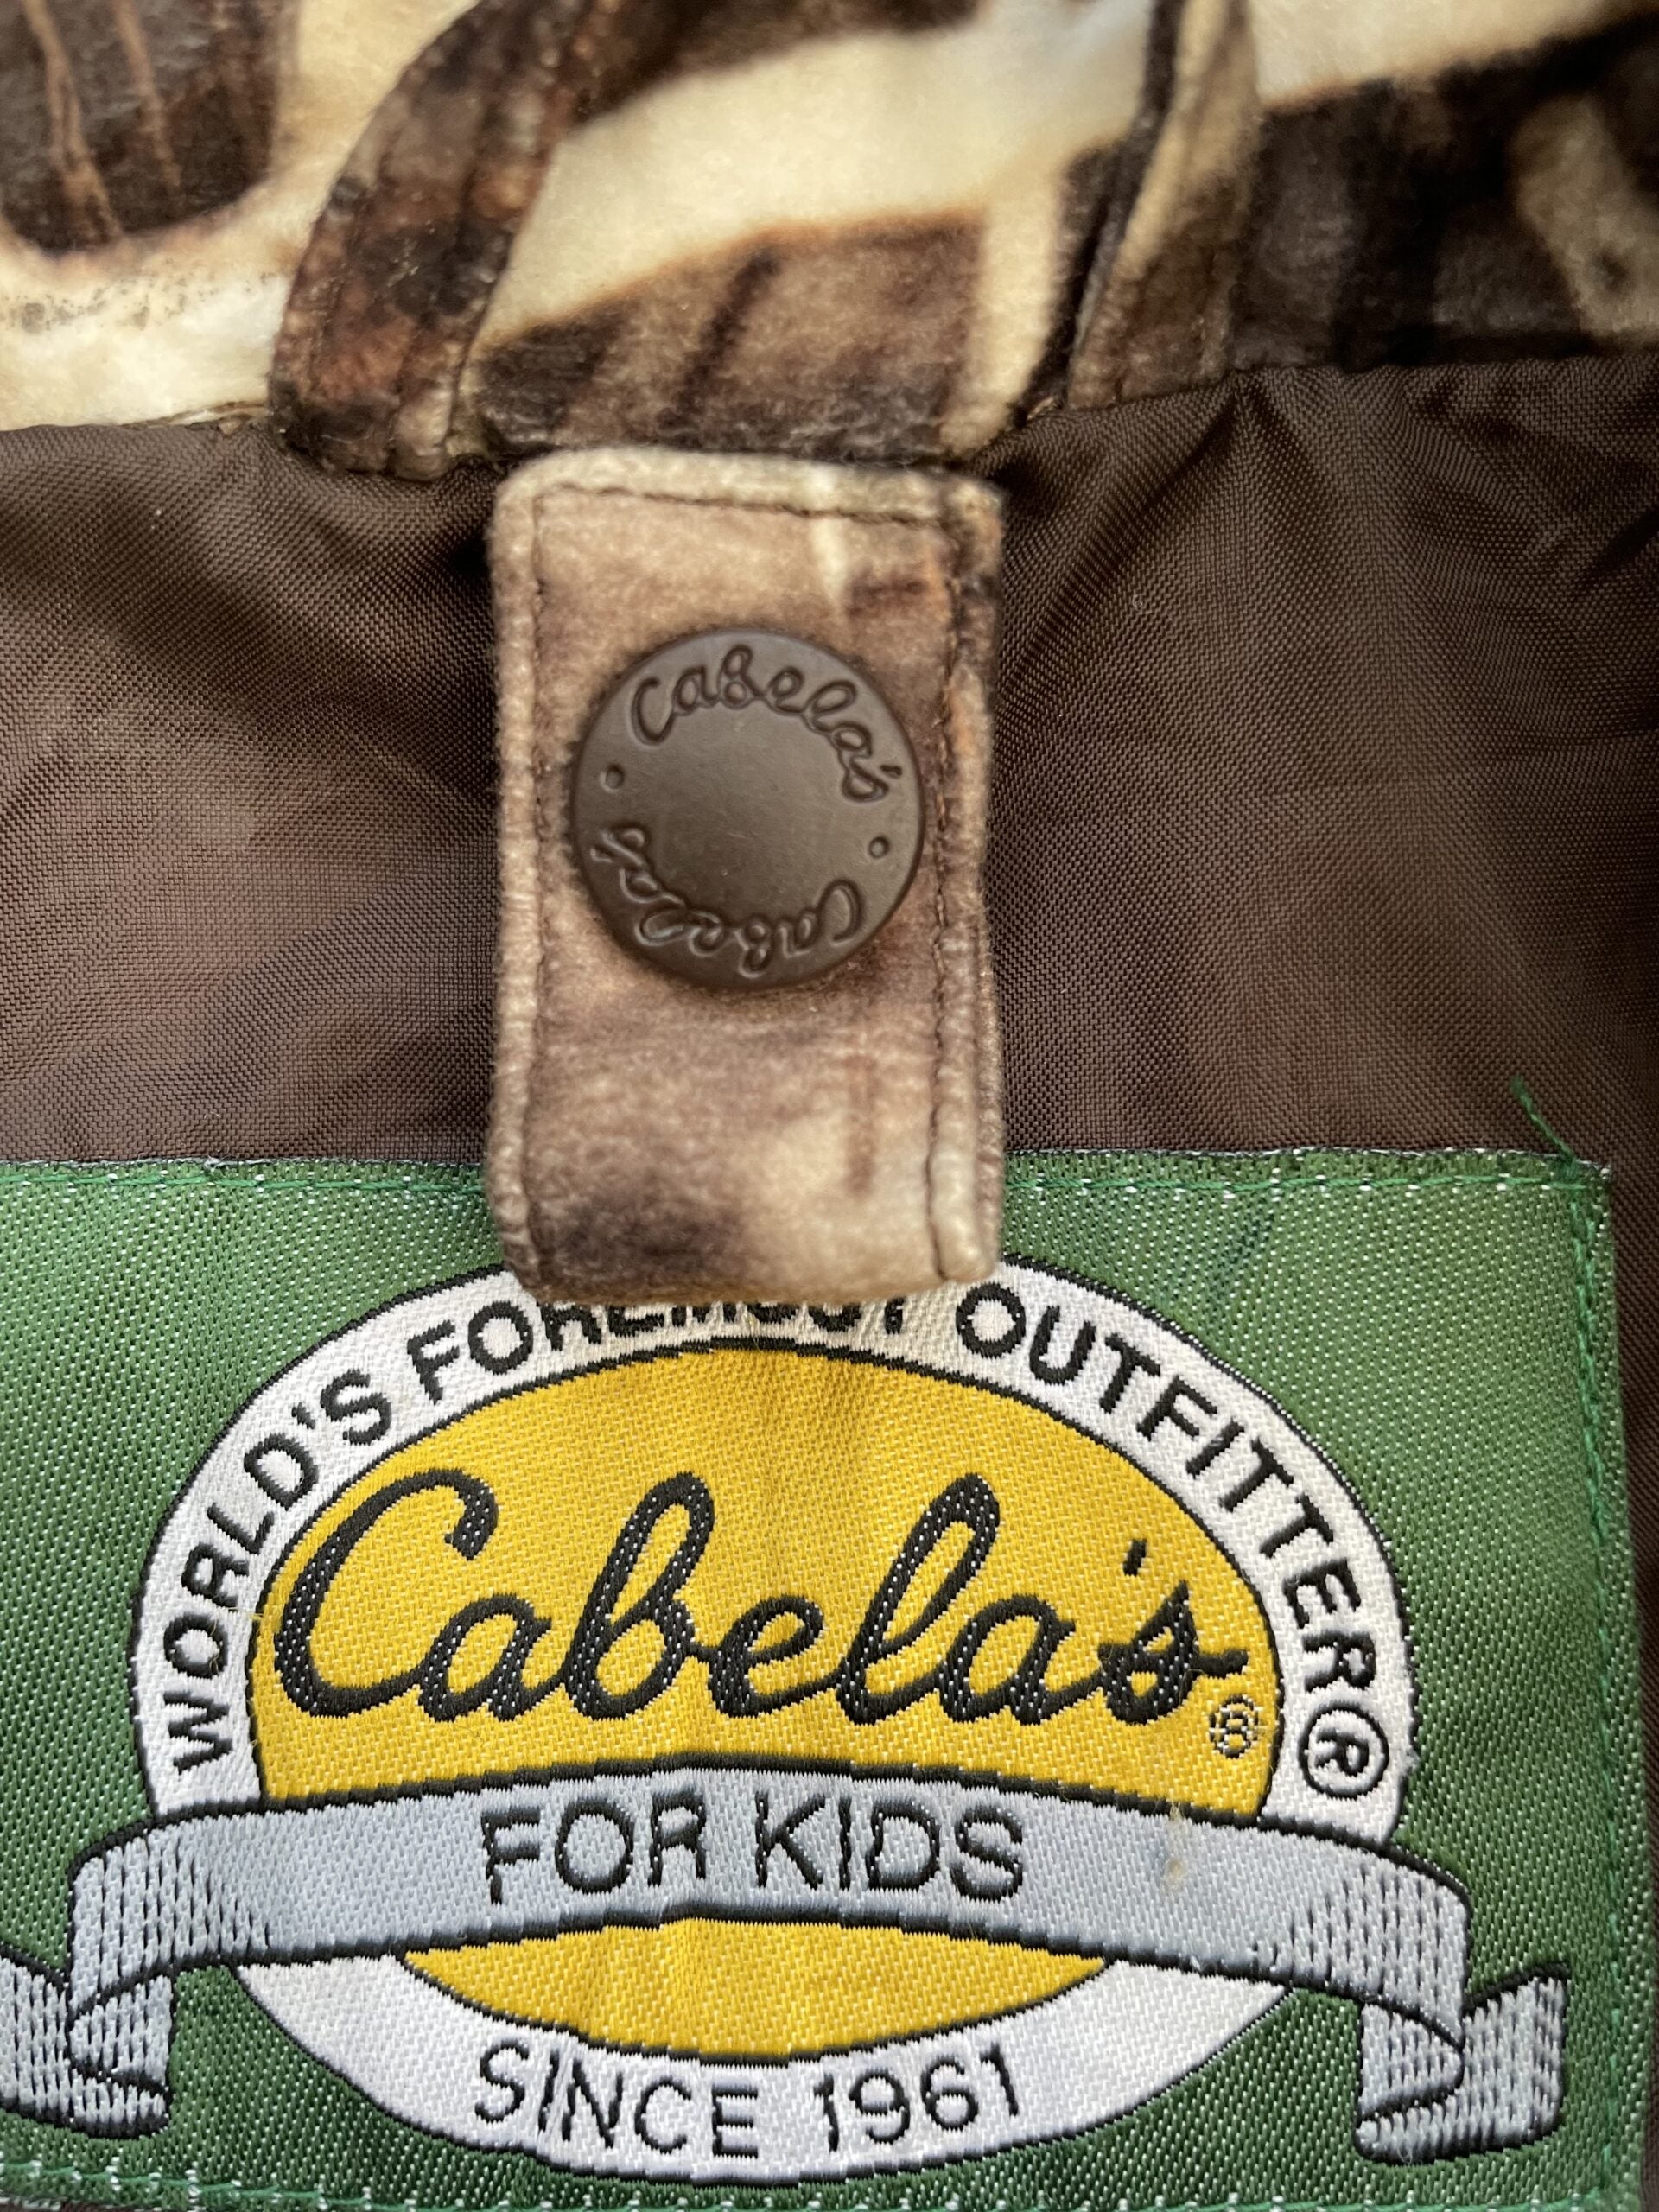 Cabela's
Cabela's
WORLD'S FOREMOST OUTFITTER®
Cabela's®
FOR KIDS
SINCE 1961